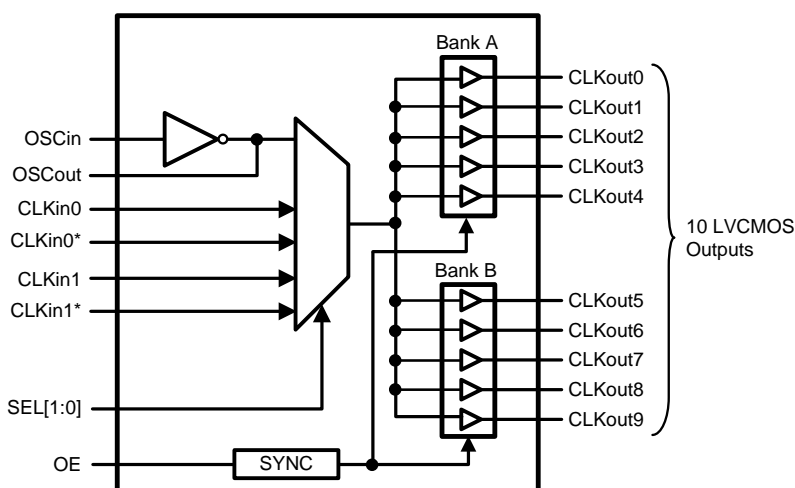 Bank A
OSCin
OSCout
CLKin0
CLKin0*
CLKin1
CLKin1*
SEL[1:0]
OE
SYNC
CLKout0
CLKout1
CLKout2
CLKout3
CLKout4
Bank B
CLKout5
CLKout6
CLKout7
CLKout8
CLKout9
10 LVCMOS
Outputs